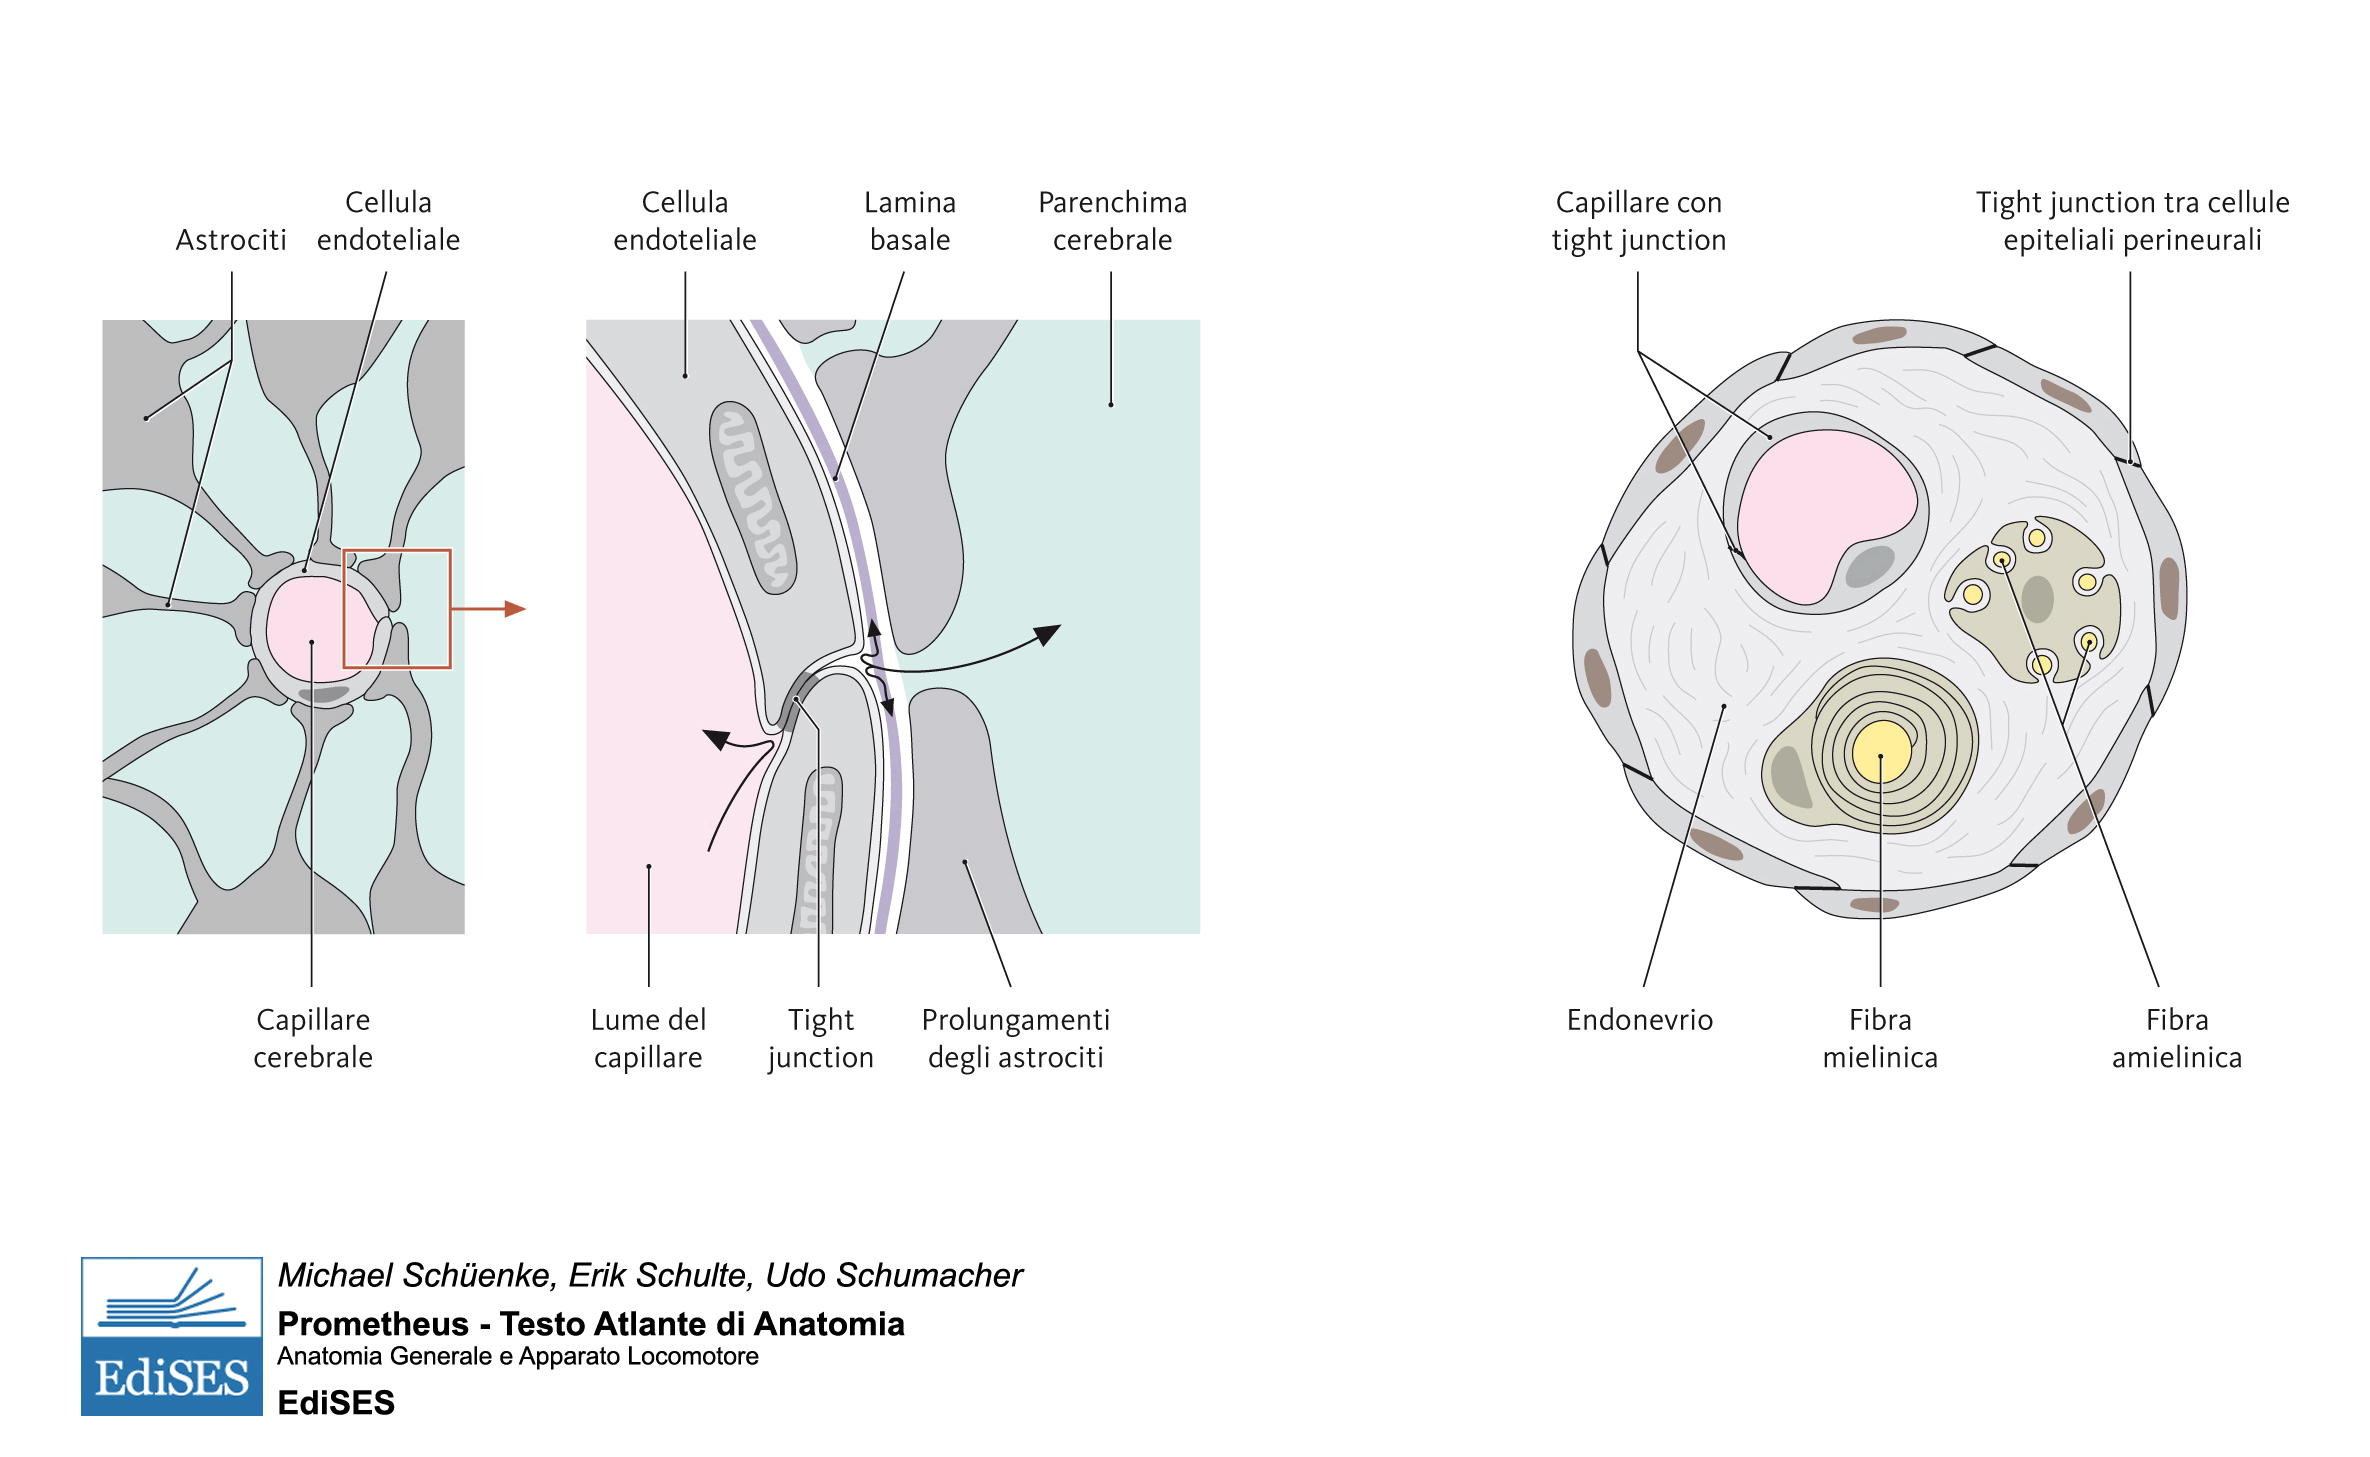 Astrociti
Cellula
endoteliale
Cellula
endoteliale
Lamina
basale
Parenchima
cerebrale
Capillare con
tight junction
Tight junction tra cellule
epiteliali perineurali
Capillare
cerebrale
Lume del
capillare
Tight
junction
Prolungamenti
degli astrociti
Endonevrio
Fibra
mielinica
Fibra
amielinica
EdiSES
Michael Schüenke, Erik Schulte, Udo Schumacher
Prometheus - Testo Atlante di Anatomia
Anatomia Generale e Apparato Locomotore
EdiSES